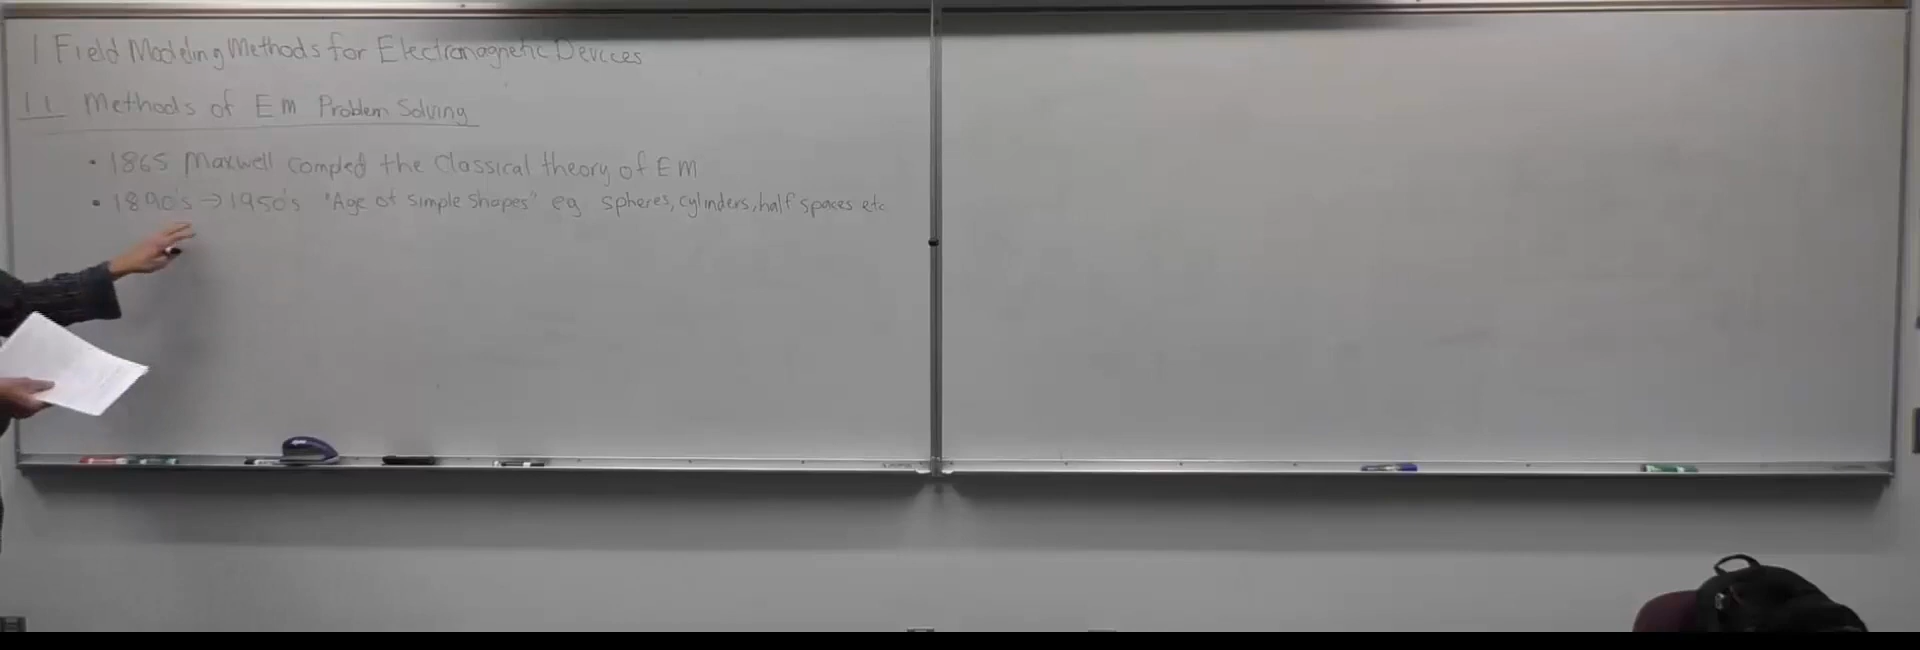 1 Field Modeling Methods for Electromagnetic Devices
1.1 Methods of EM Problem Solving
• 1865 Maxwell compled the Classical theory of EM
• 1890's → 1950's "Age of simple shapes" eg spheres, cylinders, half spaces etc